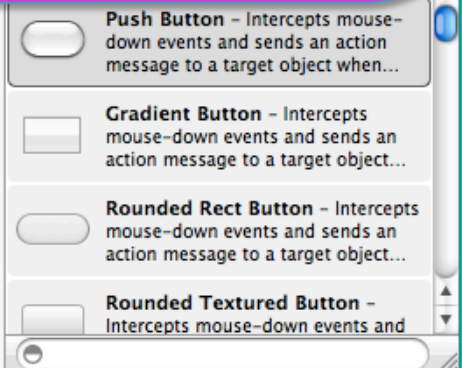 Push Button – Intercepts mouse-
down events and sends an action
message to a target object when...
Gradient Button – Intercepts
mouse-down events and sends an
action message to a target object...
Rounded Rect Button – Intercepts
mouse-down events and sends an
action message to a target object...
Rounded Textured Button –
Intercepts mouse-down events and